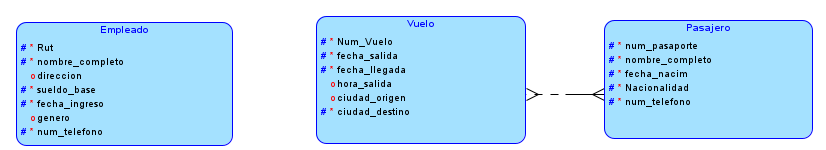 Empleado
# * Rut
# * nombre_completo
o direccion
# * sueldo_base
# * fecha_ingreso
o genero
# * num_telefono
Vuelo
# * Num_Vuelo
# * fecha_salida
# * fecha_llegada
o hora_salida
o ciudad_origen
# * ciudad_destino
Pasajero
# * num_pasaporte
# * nombre_completo
# * fecha_nacim
# * Nacionalidad
# * num_telefono